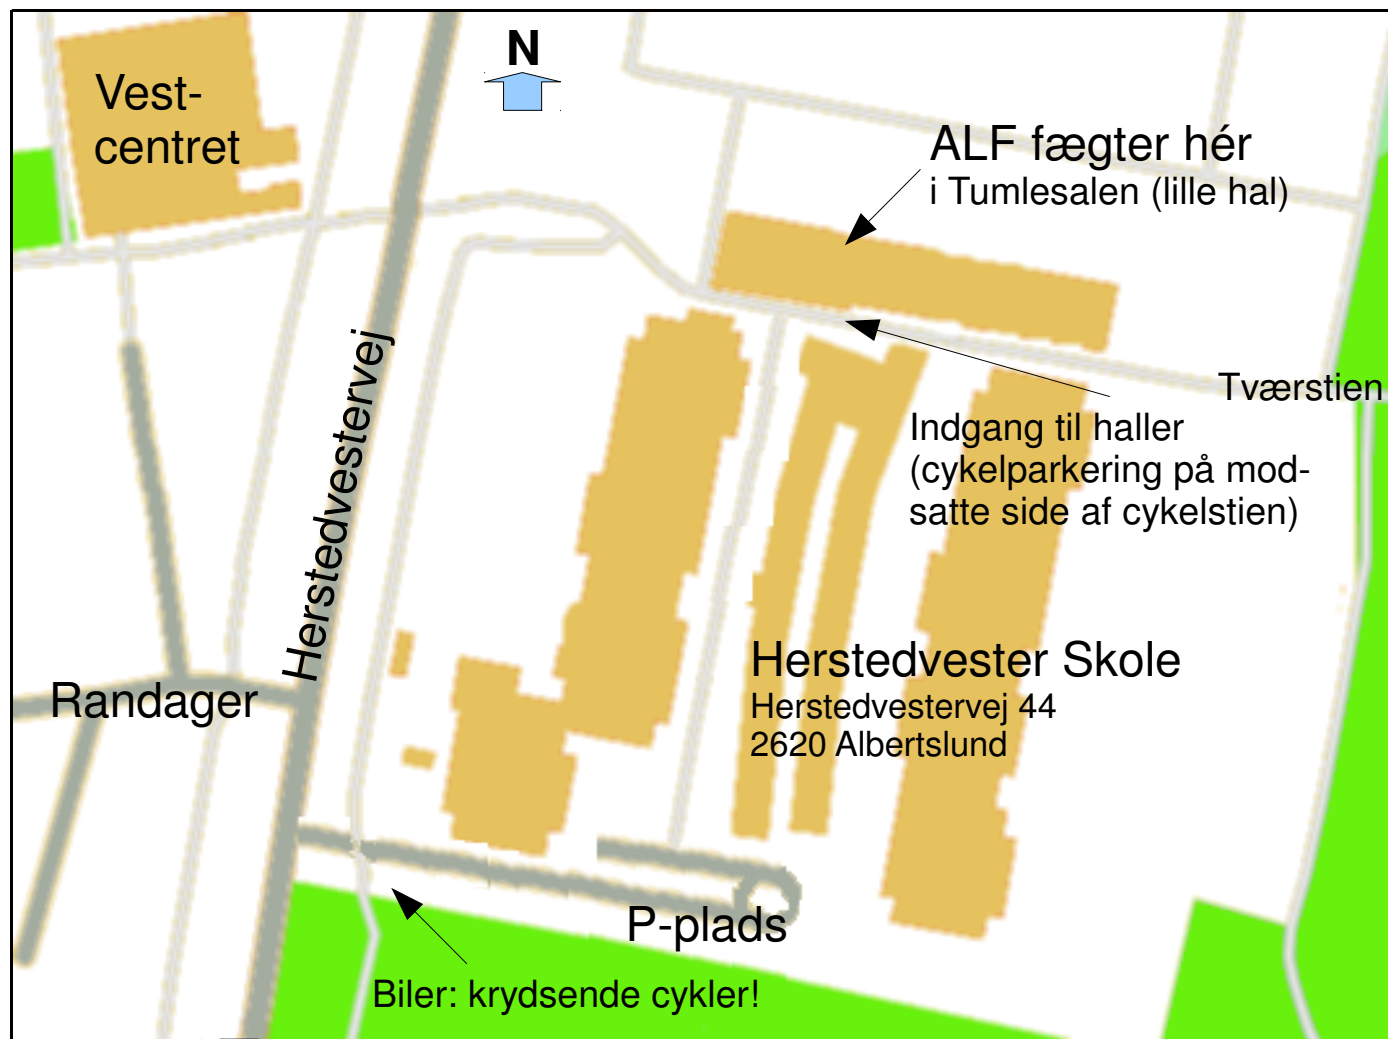 N
Vest-
centret
ALF fægter hér
i Tumlesalen (lille hal)
Herstedvestervej
Tværstien
Indgang til haller
(cykelparkering på mod-
satte side af cykelstien)
Herstedvester Skole
Herstedvestervej 44
2620 Albertslund
Randager
P-plads
Biler: krydsende cykler!